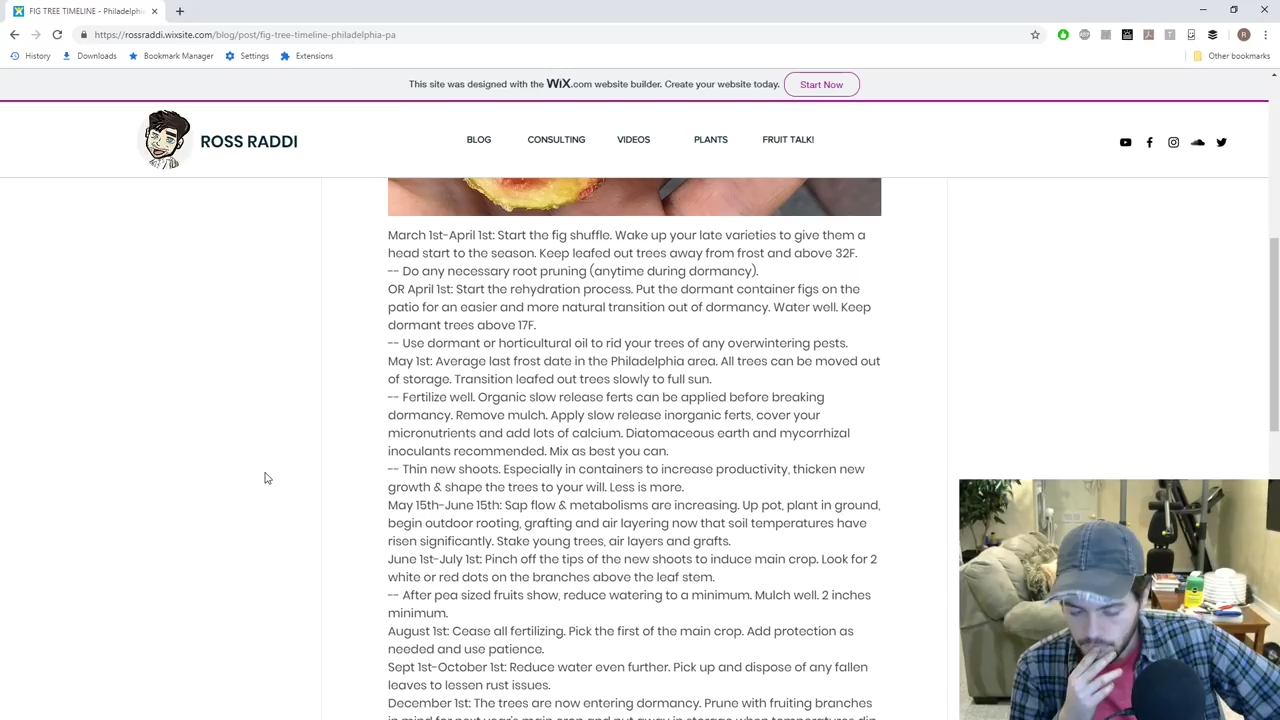 FIG TREE TIMELINE - Philadelphi
https://rossraddi.wixsite.com/blog/post/fig-tree-timeline-philadelphia-pa
R
History Downloads Bookmark Manager Settings Extensions Other bookmarks
This site was designed with the WiX.com website builder. Create your website today. Start Now
ROSS RADDI BLOG CONSULTING VIDEOS PLANTS FRUIT TALK!
March 1st-April 1st: Start the fig shuffle. Wake up your late varieties to give them a
head start to the season. Keep leafed out trees away from frost and above 32F.
-- Do any necessary root pruning (anytime during dormancy).
OR April 1st: Start the rehydration process. Put the dormant container figs on the
patio for an easier and more natural transition out of dormancy. Water well. Keep
dormant trees above 17F.
-- Use dormant or horticultural oil to rid your trees of any overwintering pests.
May 1st: Average last frost date in the Philadelphia area. All trees can be moved out
of storage. Transition leafed out trees slowly to full sun.
-- Fertilize well. Organic slow release ferts can be applied before breaking
dormancy. Remove mulch. Apply slow release inorganic ferts, cover your
micronutrients and add lots of calcium. Diatomaceous earth and mycorrhizal
inoculants recommended. Mix as best you can.
-- Thin new shoots. Especially in containers to increase productivity, thicken new
growth & shape the trees to your will. Less is more.
May 15th-June 15th: Sap flow & metabolisms are increasing. Up pot, plant in ground,
begin outdoor rooting, grafting and air layering now that soil temperatures have
risen significantly. Stake young trees, air layers and grafts.
June 1st-July 1st: Pinch off the tips of the new shoots to induce main crop. Look for 2
white or red dots on the branches above the leaf stem.
-- After pea sized fruits show, reduce watering to a minimum. Mulch well. 2 inches
minimum.
August 1st: Cease all fertilizing. Pick the first of the main crop. Add protection as
needed and use patience.
Sept 1st-October 1st: Reduce water even further. Pick up and dispose of any fallen
leaves to lessen rust issues.
December 1st: The trees are now entering dormancy. Prune with fruiting branches
in mind for next year's main crop and put away in storage when temperatures dip